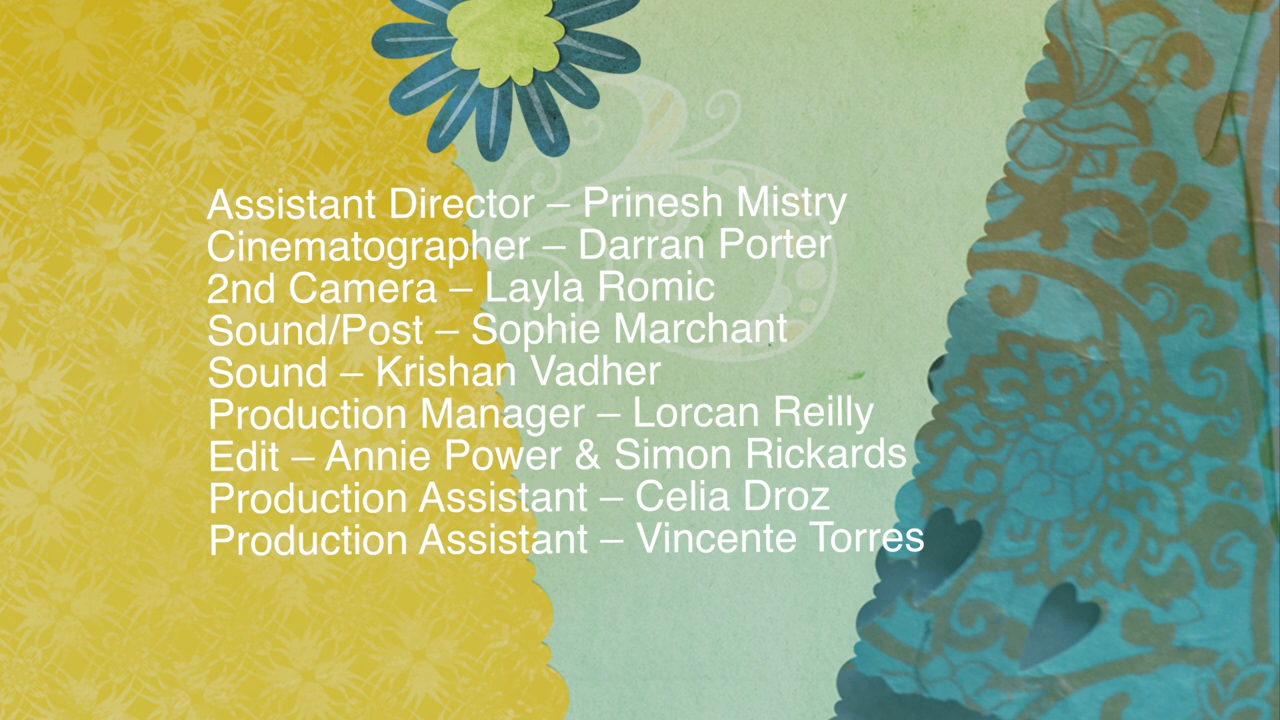 Assistant Director – Prinesh Mistry
Cinematographer – Darran Porter
2nd Camera – Layla Romic
Sound/Post – Sophie Marchant
Sound – Krishan Vadher
Production Manager – Lorcan Reilly
Edit – Annie Power & Simon Rickards
Production Assistant – Celia Droz
Production Assistant – Vincente Torres